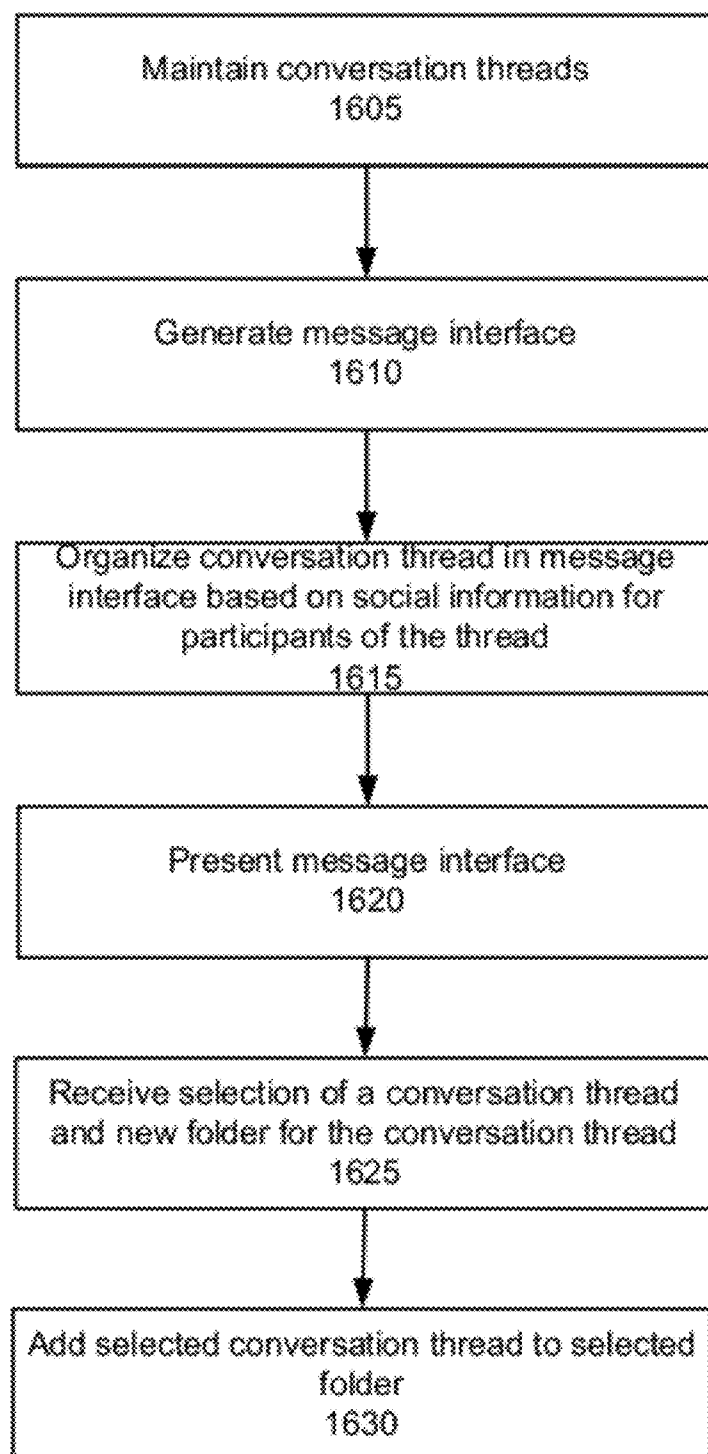 Maintain conversation threads
1605
Generate message interface
1610
Organize conversation thread in message
interface based on social information for
participants of the thread
1615
Present message interface
1620
Receive selection of a conversation thread
and new folder for the conversation thread
1625
Add selected conversation thread to selected
folder
1630